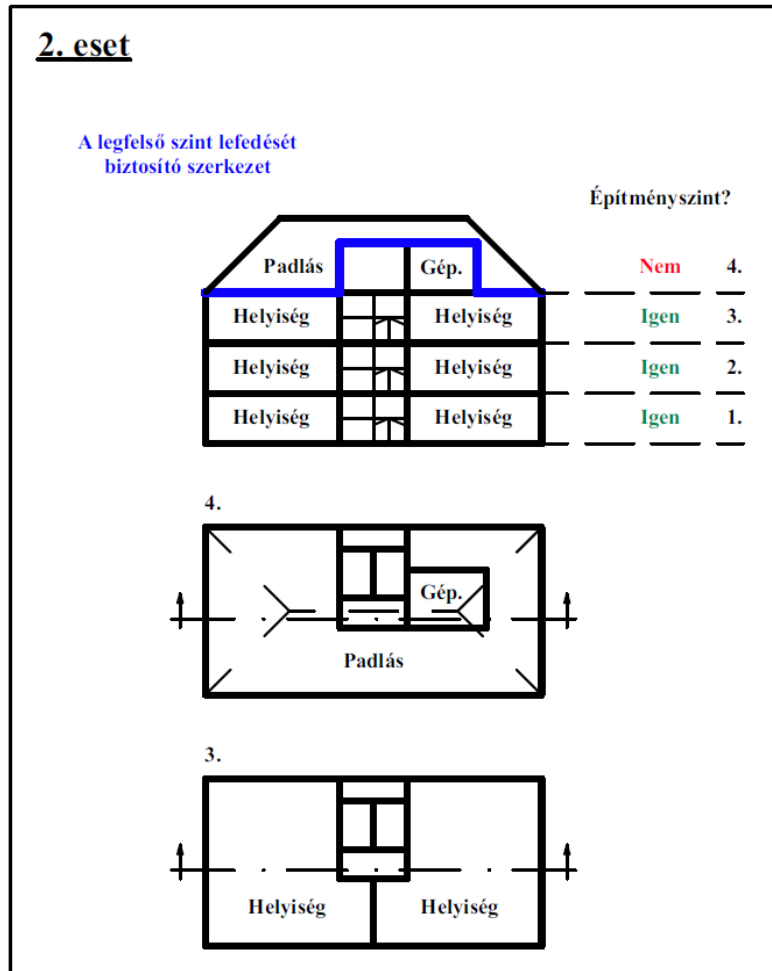 2. eset
A legfelső szint lefedését
biztosító szerkezet
Építményszint?
Padlás Gép. Nem 4.
Helyiség Helyiség Igen 3.
Helyiség Helyiség Igen 2.
Helyiség Helyiség Igen 1.
4.
Gép.
Padlás
3.
Helyiség Helyiség